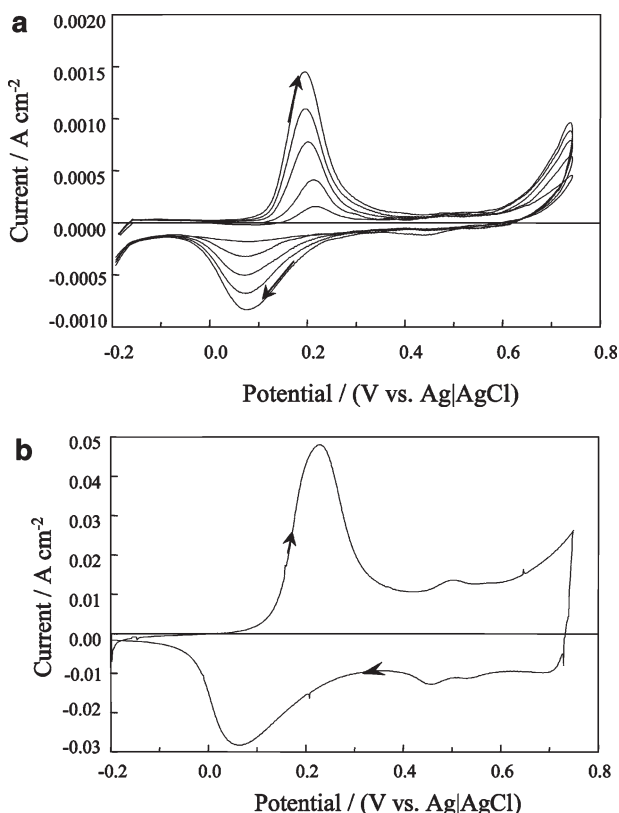 a
0.0020
0.0015
0.0010
0.0005
0.0000
-0.0005
-0.0010
Current / A cm-2
-0.2 0.0 0.2 0.4 0.6 0.8
Potential / (V vs. Ag|AgCl)
b
0.05
0.04
0.03
0.02
0.01
0.00
-0.01
-0.02
-0.03
Current / A cm-2
-0.2 0.0 0.2 0.4 0.6 0.8
Potential / (V vs. Ag|AgCl)